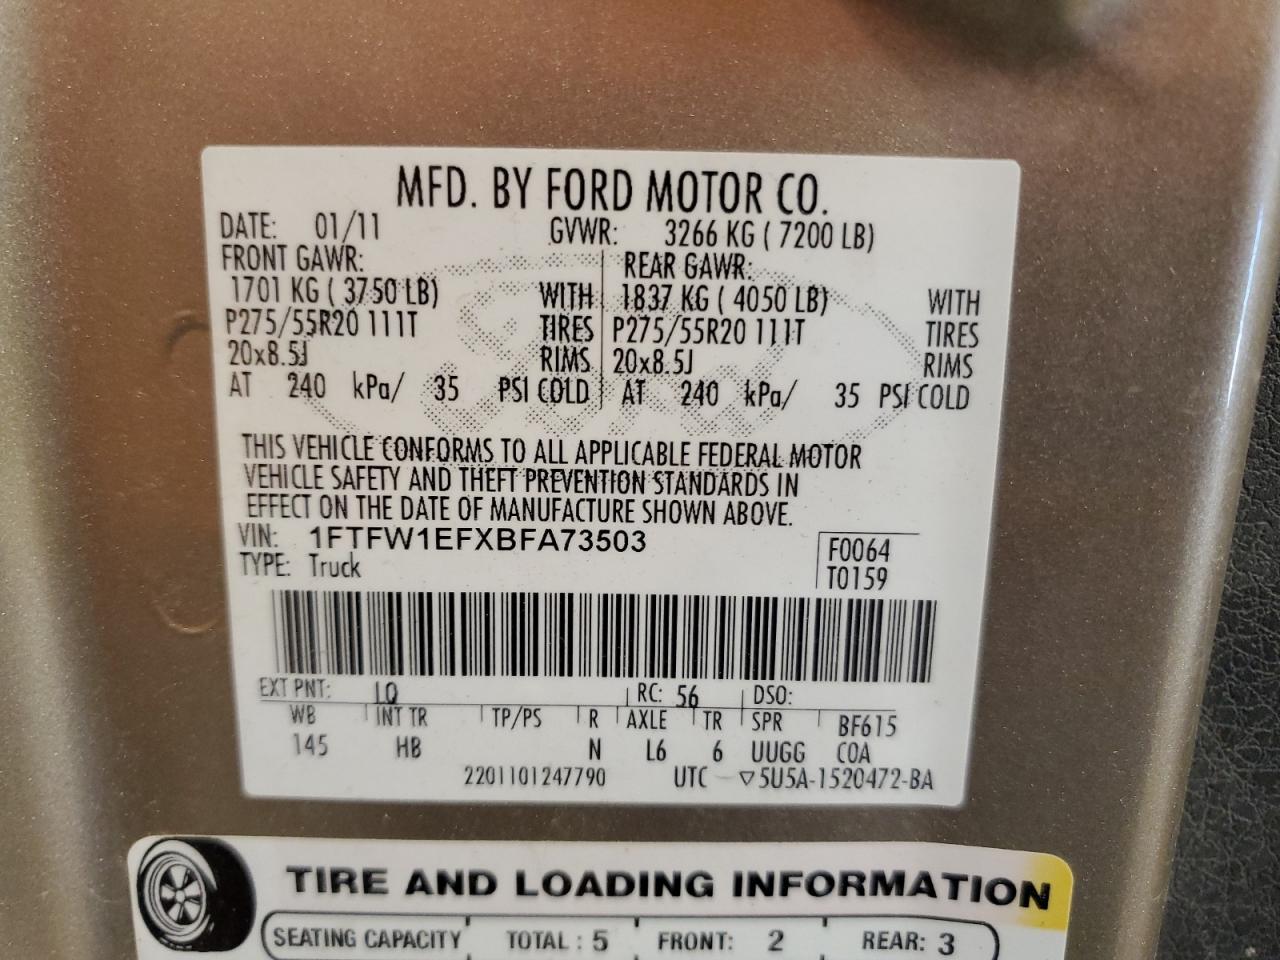 MFD. BY FORD MOTOR CO.
DATE: 01/11 GVWR: 3266 KG ( 7200 LB)
FRONT GAWR: REAR GAWR:
1701 KG ( 3750 LB) WITH 1837 KG ( 4050 LB) WITH
P275/55R20 111T TIRES P275/55R20 111T TIRES
20x8.5J RIMS 20x8.5J RIMS
AT 240 kPa/ 35 PSI COLD AT 240 kPa/ 35 PSI COLD
THIS VEHICLE CONFORMS TO ALL APPLICABLE FEDERAL MOTOR
VEHICLE SAFETY AND THEFT PREVENTION STANDARDS IN
EFFECT ON THE DATE OF MANUFACTURE SHOWN ABOVE.
VIN: 1FTFW1EFXBFA73503 F0064
TYPE: Truck T0159
EXT PNT: LQ RC: 56 DSO:
WB INT TR TP/PS R AXLE TR SPR BF615
145 HB N L6 6 UUGG COA
2201101247790 UTC ▽5U5A-1520472-BA
TIRE AND LOADING INFORMATION
SEATING CAPACITY TOTAL : 5 FRONT: 2 REAR: 3